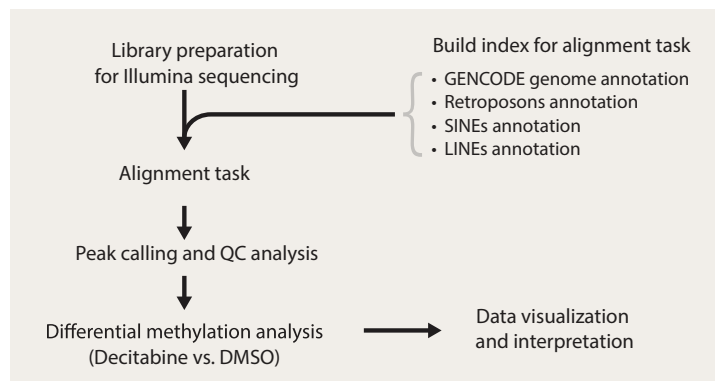 Library preparation
for Illumina sequencing
Build index for alignment task
• GENCODE genome annotation
• Retroposons annotation
• SINEs annotation
• LINEs annotation
Alignment task
Peak calling and QC analysis
Differential methylation analysis
(Decitabine vs. DMSO)
Data visualization
and interpretation